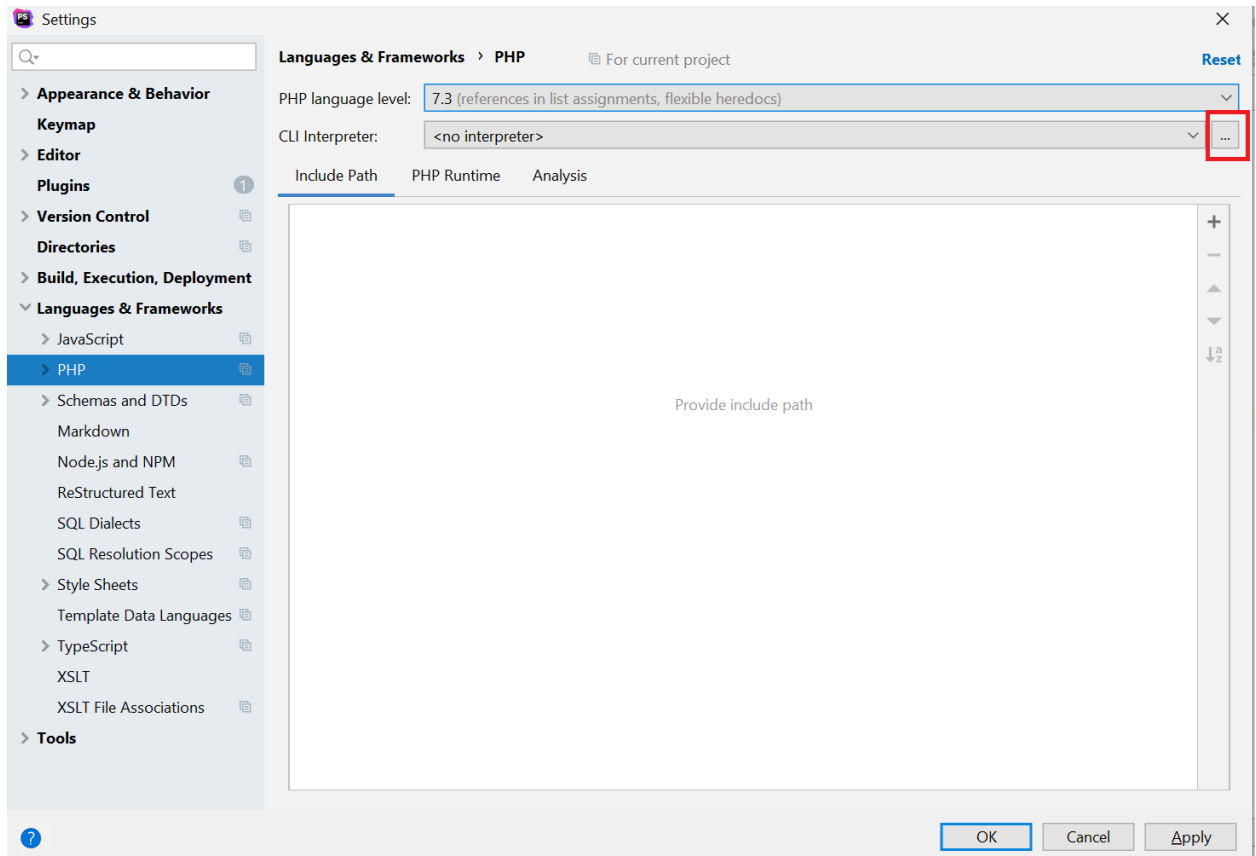 PS Settings
Appearance & Behavior
Keymap
Editor
Plugins 1
Version Control
Directories
Build, Execution, Deployment
Languages & Frameworks
JavaScript
PHP
Schemas and DTDs
Markdown
Node.js and NPM
ReStructured Text
SQL Dialects
SQL Resolution Scopes
Style Sheets
Template Data Languages
TypeScript
XSLT
XSLT File Associations
Tools
Languages & Frameworks › PHP For current project Reset
PHP language level: 7.3 (references in list assignments, flexible heredocs)
CLI Interpreter: <no interpreter> ...
Include Path PHP Runtime Analysis
Provide include path
? OK Cancel Apply